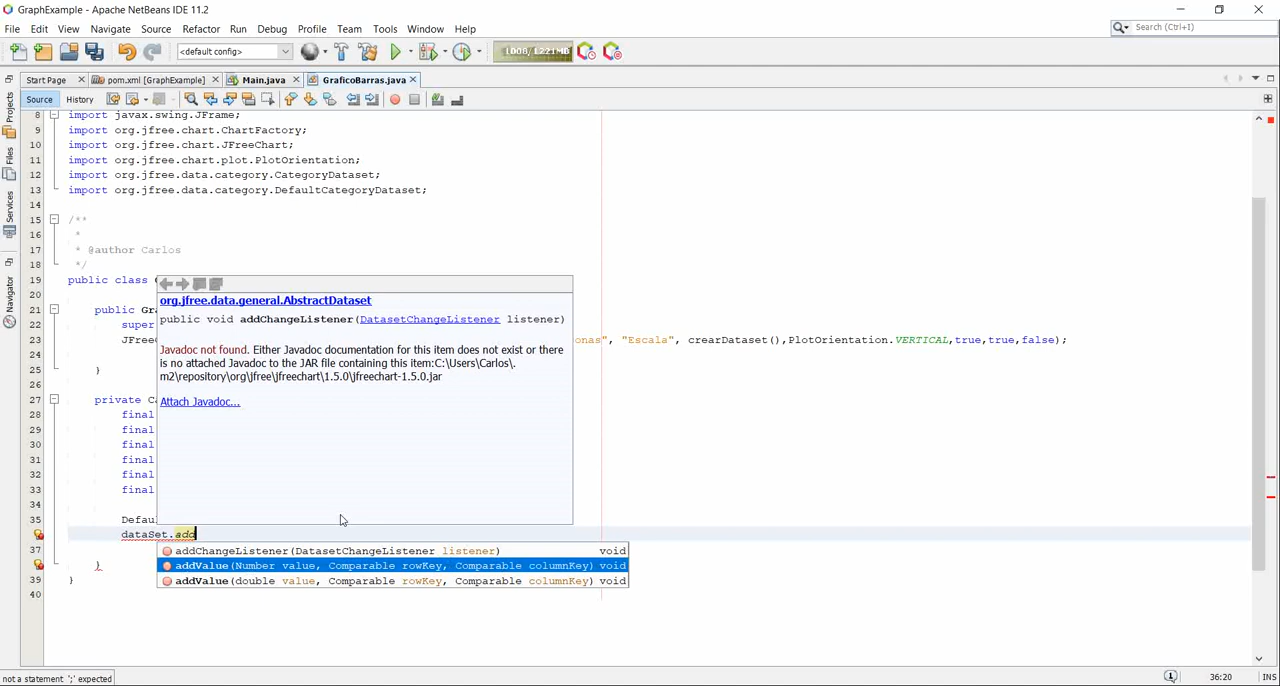 GraphExample - Apache NetBeans IDE 11.2
File Edit View Navigate Source Refactor Run Debug Profile Team Tools Window Help
Search (Ctrl+I)
<default config>
1008/1221MB
Start Page pom.xml [GraphExample] Main.java GraficoBarras.java
Source History
Projects
Files
Services
Navigator
8 import javax.swing.JFrame;
9 import org.jfree.chart.ChartFactory;
10 import org.jfree.chart.JFreeChart;
11 import org.jfree.chart.plot.PlotOrientation;
12 import org.jfree.data.category.CategoryDataset;
13 import org.jfree.data.category.DefaultCategoryDataset;
14
15 /**
16 *
17 * @author Carlos
18 */
19 public class
20
21 public Gra
22 super
23 JFree onas", "Escala", crearDataset(),PlotOrientation.VERTICAL,true,true,false);
24
25 }
26
27 private Ca
28 final
29 final
30 final
31 final
32 final
33 final
34
35 Defau
dataSet.add
37
}
39 }
40
org.jfree.data.general.AbstractDataset
public void addChangeListener(DatasetChangeListener listener)
Javadoc not found. Either Javadoc documentation for this item does not exist or there
is no attached Javadoc to the JAR file containing this item:C:\Users\Carlos\.
m2\repository\org\jfree\jfreechart\1.5.0\jfreechart-1.5.0.jar
Attach Javadoc...
addChangeListener(DatasetChangeListener listener) void
addValue(Number value, Comparable rowKey, Comparable columnKey) void
addValue(double value, Comparable rowKey, Comparable columnKey) void
not a statement ';' expected
36:20 INS